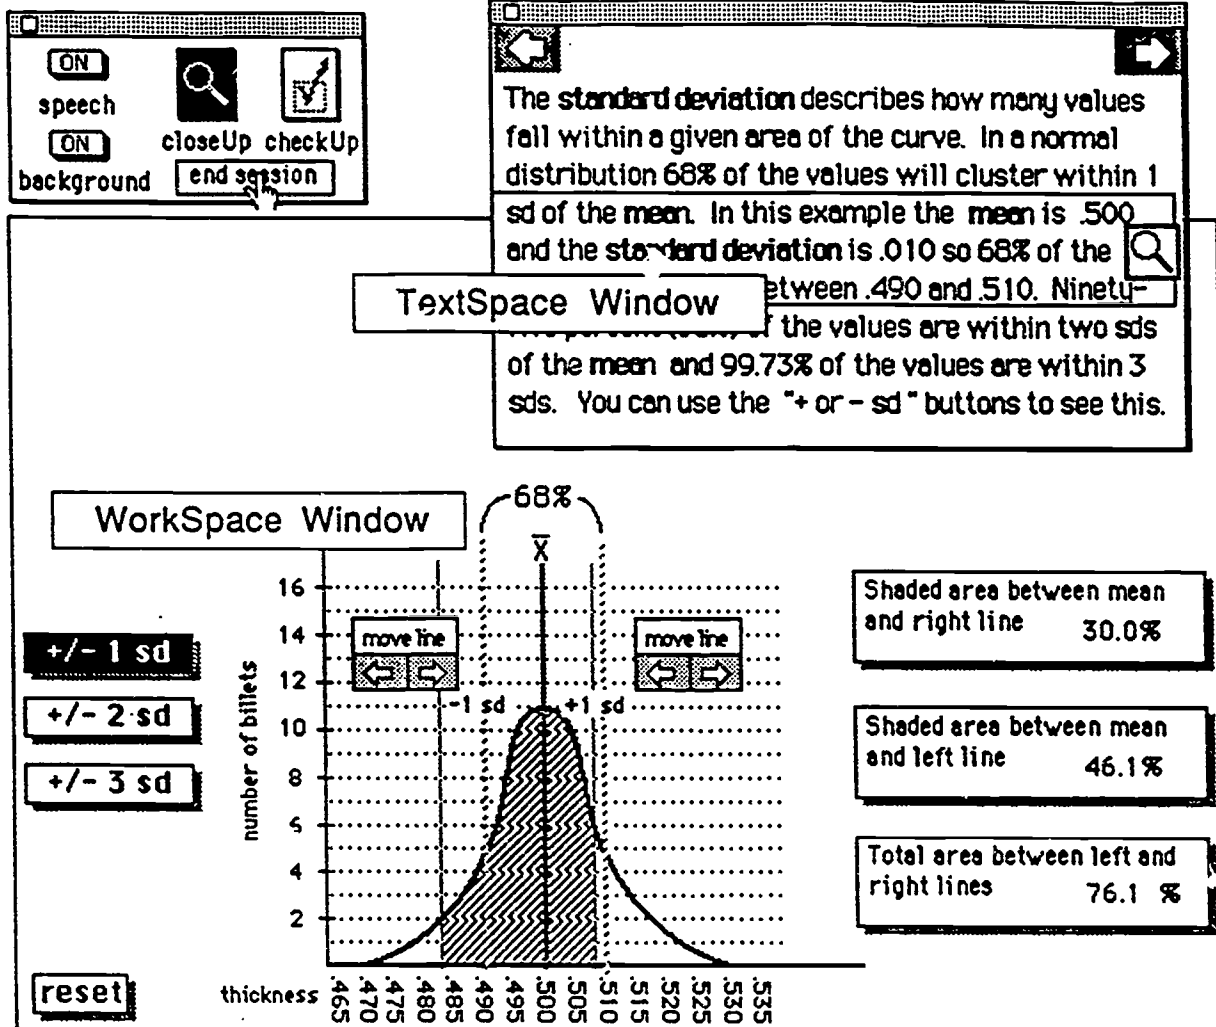 ON
speech
ON
background
closeUp checkUp
end session
The standard deviation describes how many values
fall within a given area of the curve. In a normal
distribution 68% of the values will cluster within 1
sd of the mean. In this example the mean is .500
and the standard deviation is .010 so 68% of the
etween .490 and .510. Ninety-
TextSpace Window
the values are within two sds
of the mean and 99.73% of the values are within 3
sds. You can use the "+ or - sd" buttons to see this.
WorkSpace Window
68%
X̅
16
14
12
10
8
6
4
2
number of billets
move line
move line
-1 sd
+1 sd
+/- 1 sd
+/- 2 sd
+/- 3 sd
reset
Shaded area between mean
and right line 30.0%
Shaded area between mean
and left line 46.1%
Total area between left and
right lines 76.1 %
thickness
.465 .470 .475 .480 .485 .490 .495 .500 .505 .510 .515 .520 .525 .530 .535